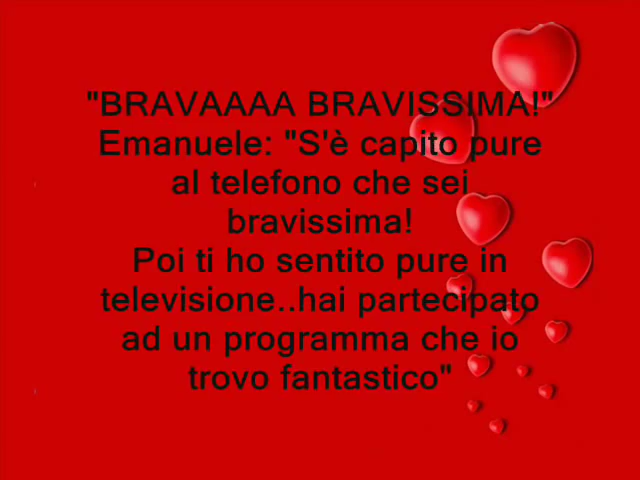 "BRAVAAAA BRAVISSIMA!"
Emanuele: "S'è capito pure
al telefono che sei
bravissima!
Poi ti ho sentito pure in
televisione..hai partecipato
ad un programma che io
trovo fantastico"